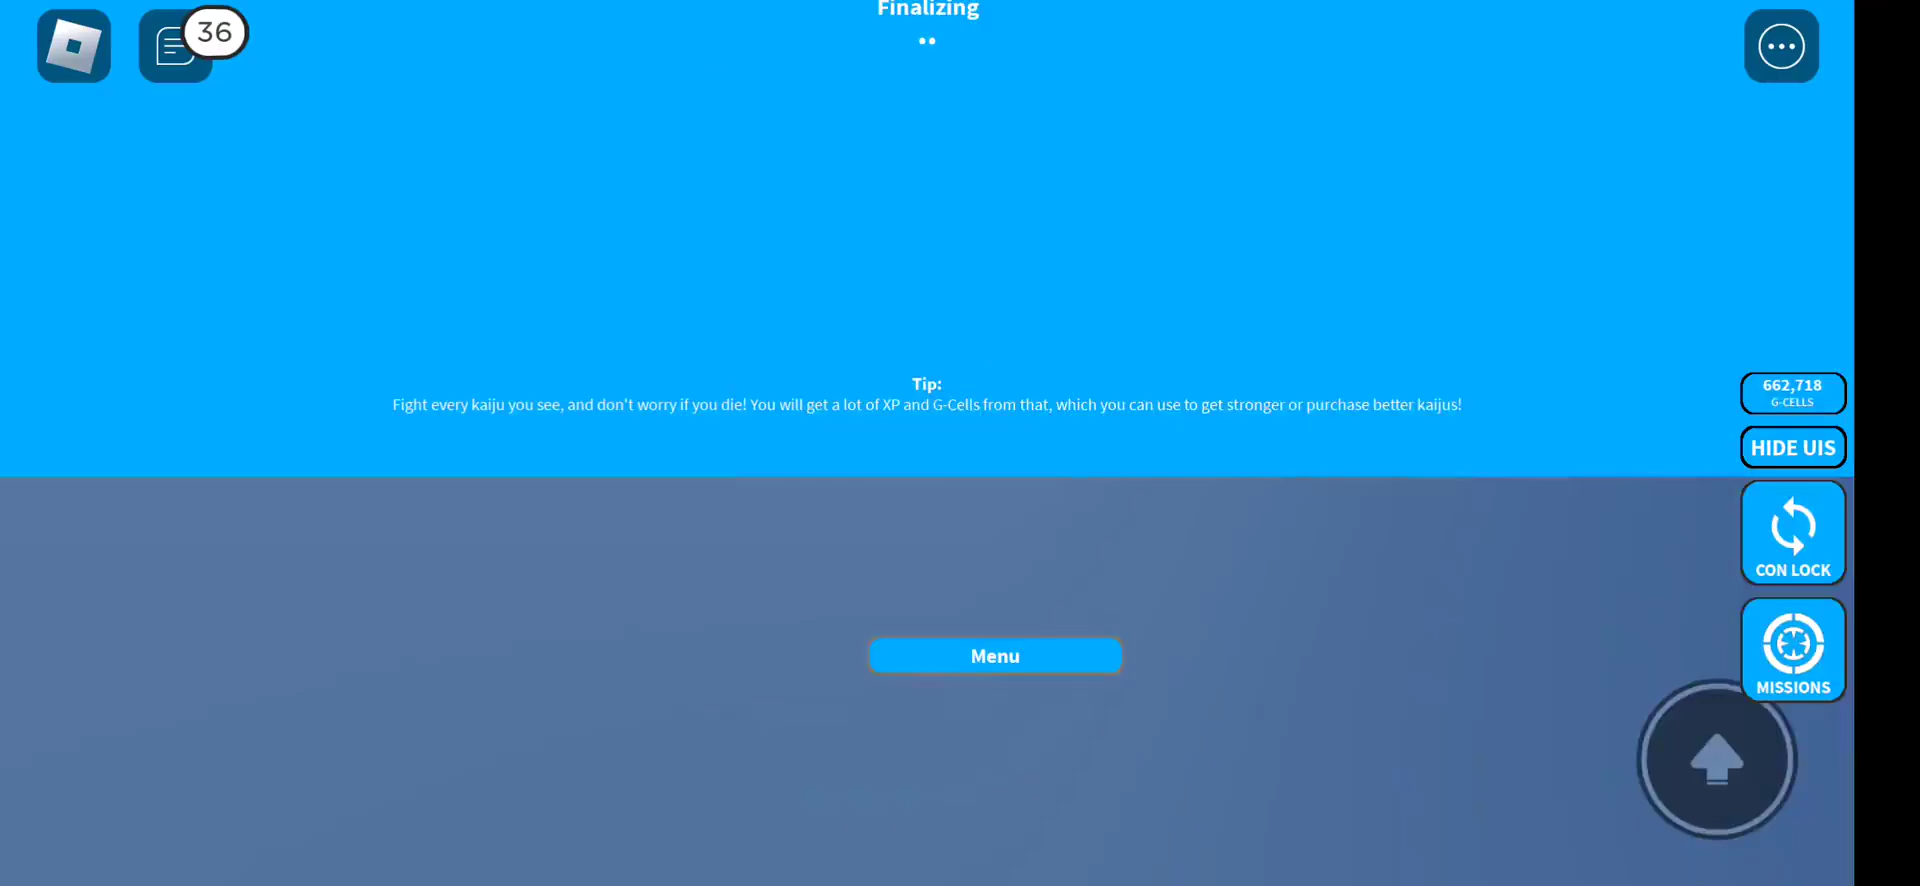 Finalizing
36
Tip:
Fight every kaiju you see, and don't worry if you die! You will get a lot of XP and G-Cells from that, which you can use to get stronger or purchase better kaijus!
662,718
G-CELLS
HIDE UIS
CON LOCK
Menu
MISSIONS